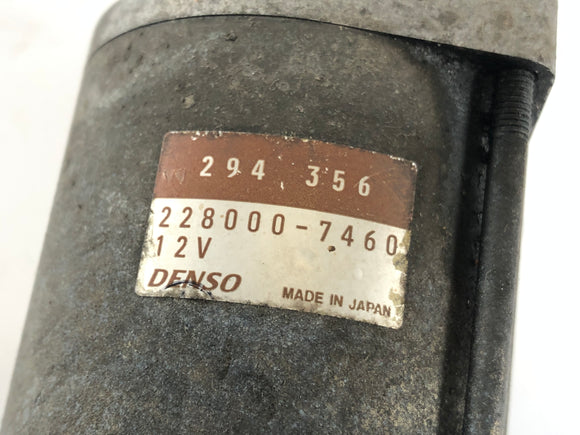 294 356
228000-7460
12V
DENSO
MADE IN JAPAN